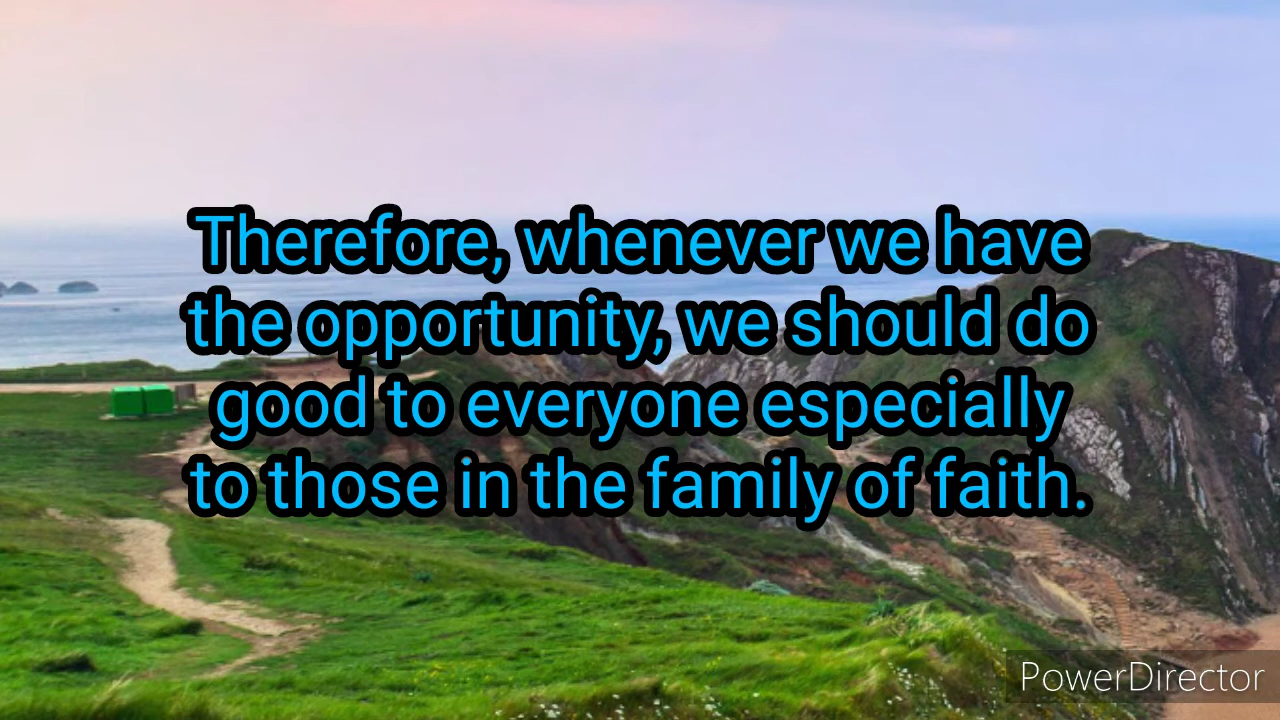 Therefore, whenever we have
the opportunity, we should do
good to everyone especially
to those in the family of faith.
PowerDirector